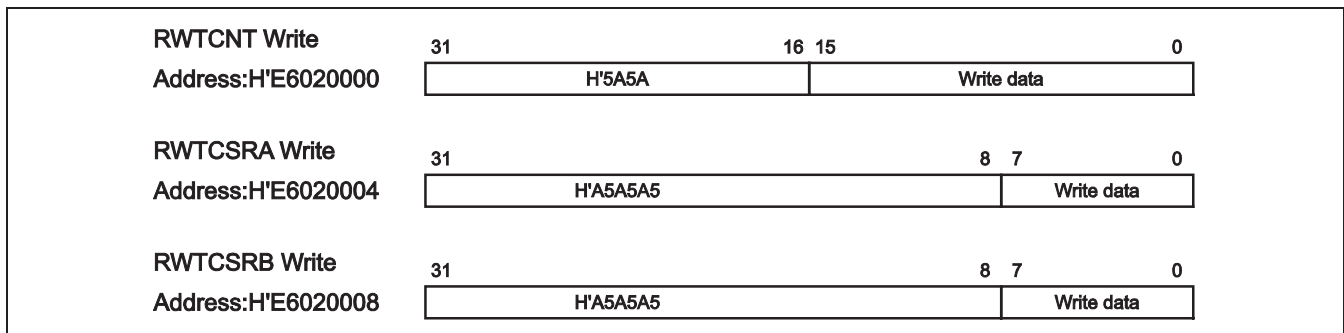 RWTCNT Write
31 16 15 0
Address:H'E6020000 H'5A5A Write data
RWTCSRA Write
31 8 7 0
Address:H'E6020004 H'A5A5A5 Write data
RWTCSRB Write
31 8 7 0
Address:H'E6020008 H'A5A5A5 Write data